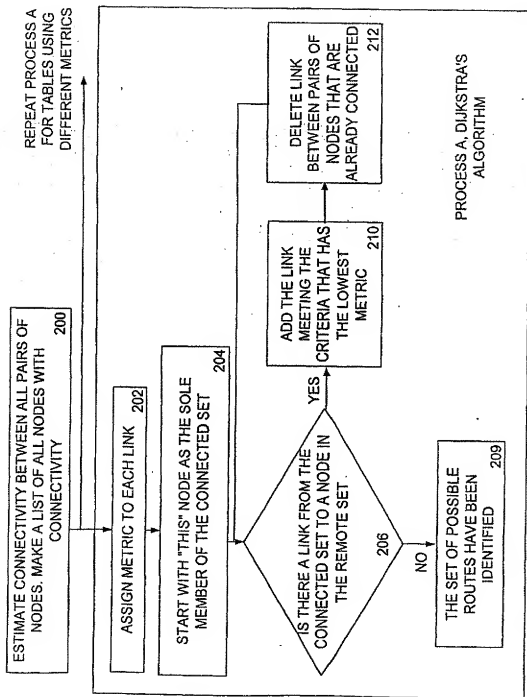 ESTIMATE CONNECTIVITY BETWEEN ALL PAIRS OF
NODES. MAKE A LIST OF ALL NODES WITH
CONNECTIVITY
200
REPEAT PROCESS A
FOR TABLES USING
DIFFERENT METRICS
ASSIGN METRIC TO EACH LINK
202
START WITH "THIS" NODE AS THE SOLE
MEMBER OF THE CONNECTED SET
204
IS THERE A LINK FROM THE
CONNECTED SET TO A NODE IN
THE REMOTE SET
206
YES
ADD THE LINK
MEETING THE
CRITERIA THAT HAS
THE LOWEST
METRIC
210
DELETE LINK
BETWEEN PAIRS OF
NODES THAT ARE
ALREADY CONNECTED
212
NO
THE SET OF POSSIBLE
ROUTES HAVE BEEN
IDENTIFIED
209
PROCESS A, DIJKSTRA'S
ALGORITHM